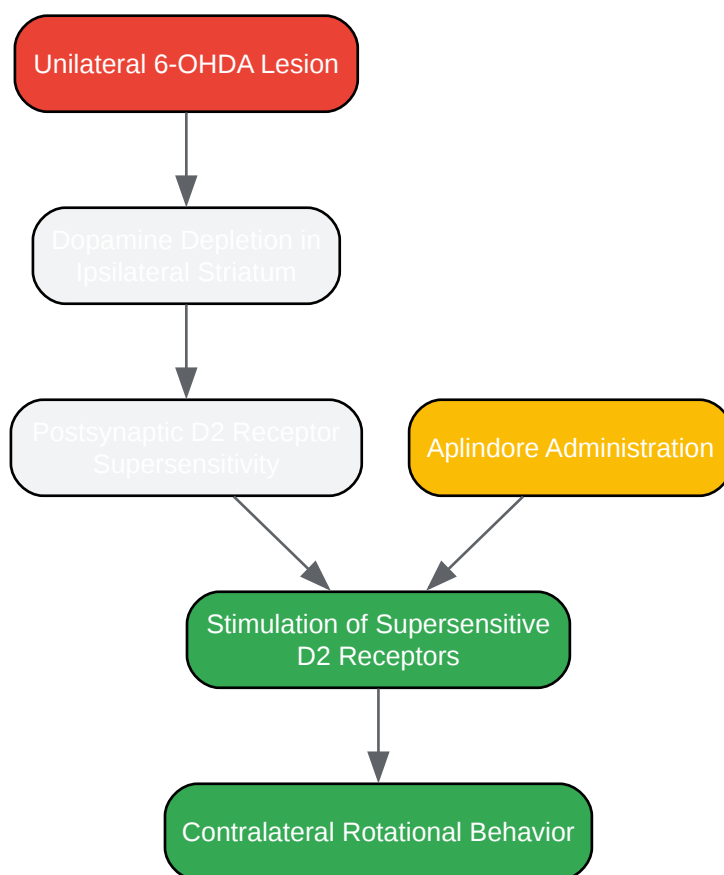 Unilateral 6-OHDA Lesion
Dopamine Depletion in
Ipsilateral Striatum
Postsynaptic D2 Receptor
Supersensitivity
Aplindore Administration
Stimulation of Supersensitive
D2 Receptors
Contralateral Rotational Behavior